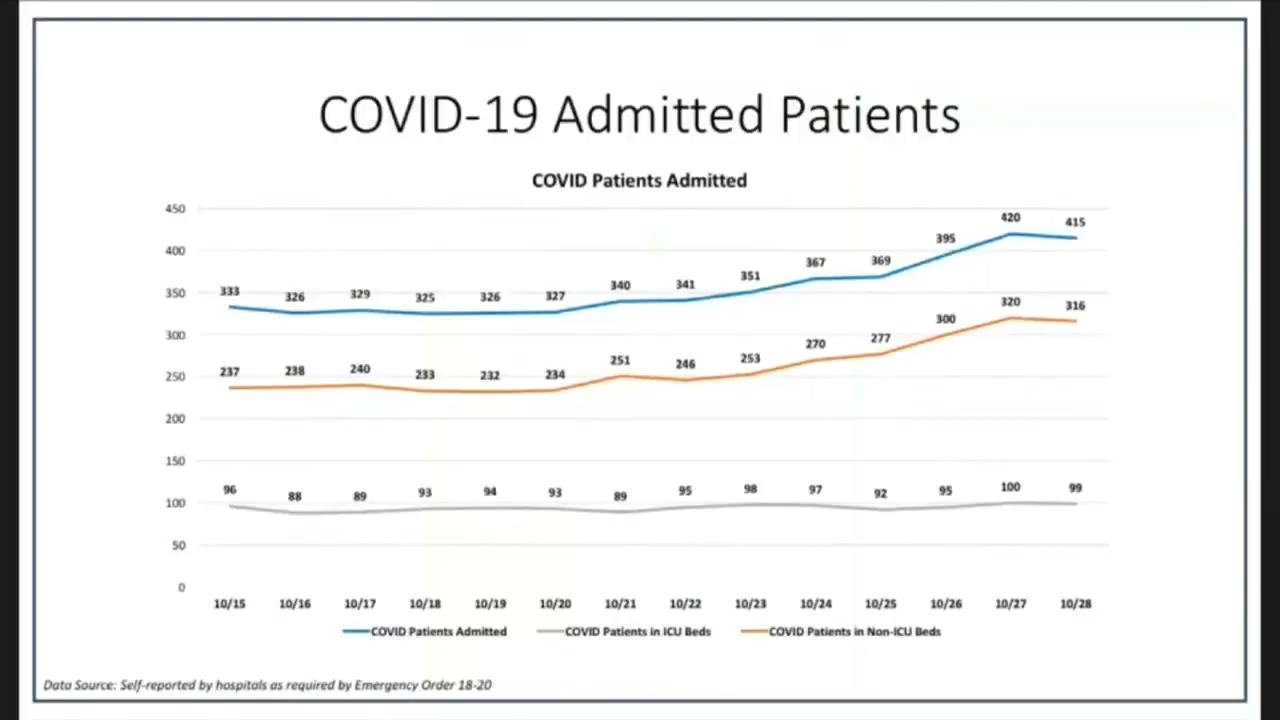 COVID-19 Admitted Patients
COVID Patients Admitted
450
400
350
300
250
200
150
100
50
0
333 326 329 325 326 327 340 341 351 367 369 395 420 415
237 238 240 233 232 234 251 246 253 270 277 300 320 316
96 88 89 93 94 93 89 95 98 97 92 95 100 99
10/15 10/16 10/17 10/18 10/19 10/20 10/21 10/22 10/23 10/24 10/25 10/26 10/27 10/28
COVID Patients Admitted COVID Patients in ICU Beds COVID Patients in Non-ICU Beds
Data Source: Self-reported by hospitals as required by Emergency Order 18-20